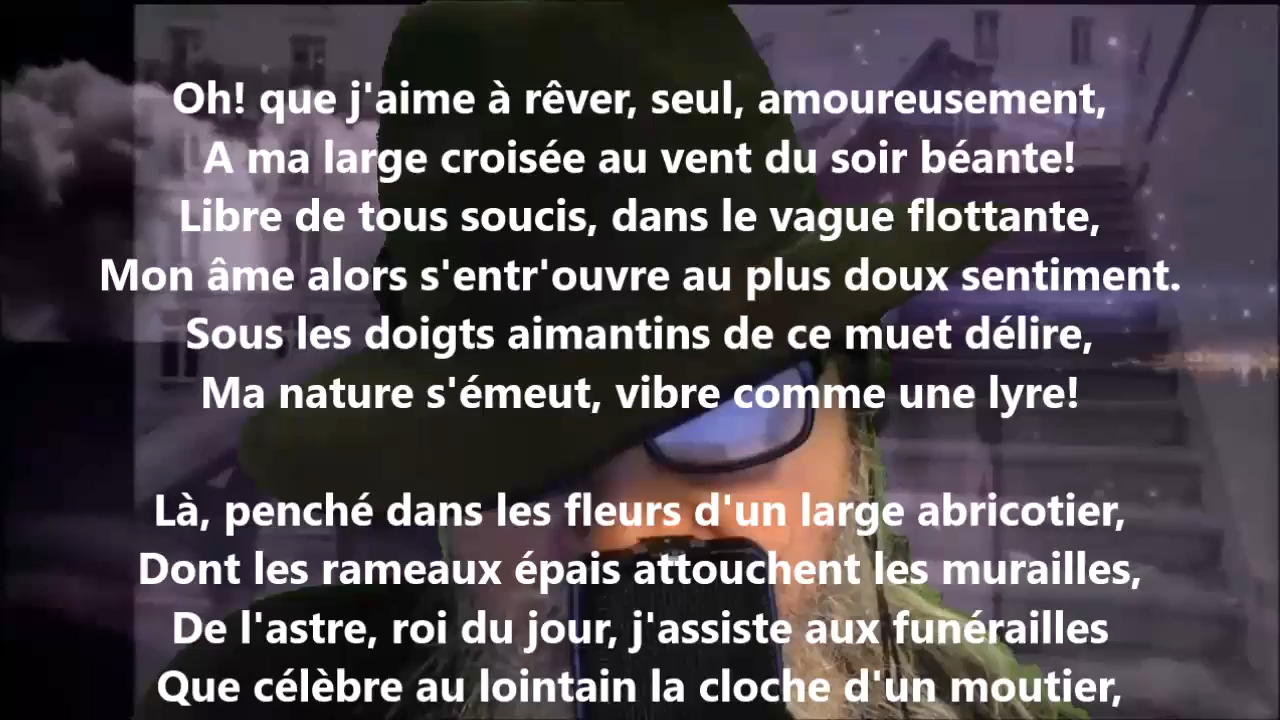 Oh! que j'aime à rêver, seul, amoureusement,
A ma large croisée au vent du soir béante!
Libre de tous soucis, dans le vague flottante,
Mon âme alors s'entr'ouvre au plus doux sentiment.
Sous les doigts aimantins de ce muet délire,
Ma nature s'émeut, vibre comme une lyre!
Là, penché dans les fleurs d'un large abricotier,
Dont les rameaux épais attouchent les murailles,
De l'astre, roi du jour, j'assiste aux funérailles
Que célèbre au lointain la cloche d'un moutier,